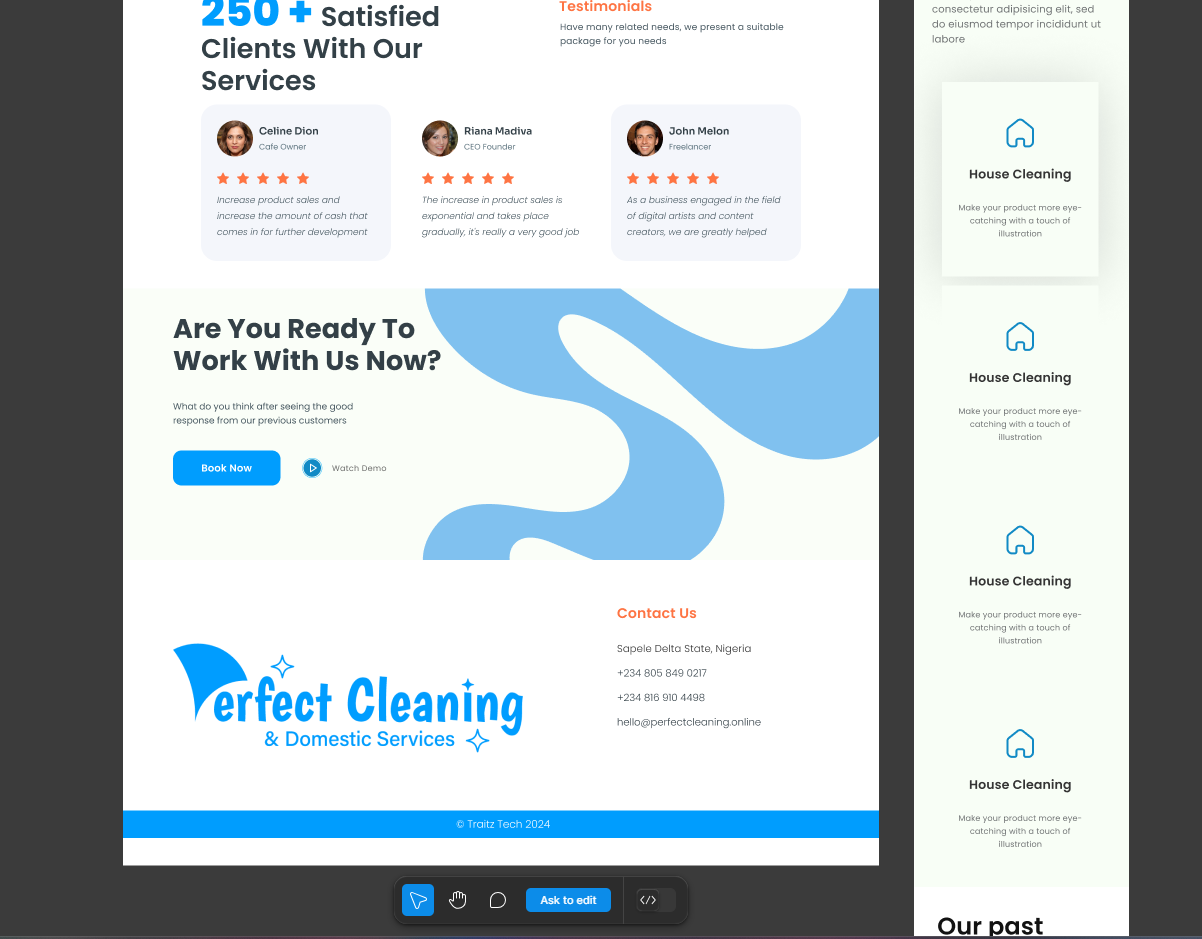 250 + Satisfied
Clients With Our
Services
Testimonials
Have many related needs, we present a suitable
package for you needs
Celine Dion
Cafe Owner
Increase product sales and
increase the amount of cash that
comes in for further development
Riana Madiva
CEO Founder
The increase in product sales is
exponential and takes place
gradually, it's really a very good job
John Melon
Freelancer
As a business engaged in the field
of digital artists and content
creators, we are greatly helped
Are You Ready To
Work With Us Now?
What do you think after seeing the good
response from our previous customers
Book Now
Watch Demo
Perfect Cleaning
& Domestic Services
Contact Us
Sapele Delta State, Nigeria
+234 805 849 0217
+234 816 910 4498
hello@perfectcleaning.online
© Traitz Tech 2024
consectetur adipisicing elit, sed
do eiusmod tempor incididunt ut
labore
House Cleaning
Make your product more eye-
catching with a touch of
illustration
House Cleaning
Make your product more eye-
catching with a touch of
illustration
House Cleaning
Make your product more eye-
catching with a touch of
illustration
House Cleaning
Make your product more eye-
catching with a touch of
illustration
Our past
Ask to edit